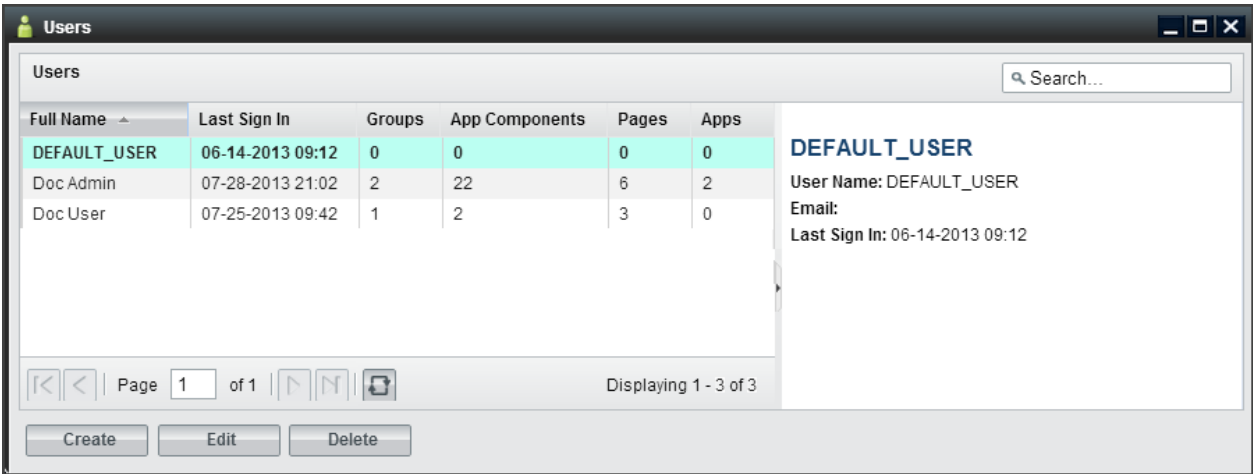 Users
Users
Search...
Full Name Last Sign In Groups App Components Pages Apps
DEFAULT_USER 06-14-2013 09:12 0 0 0 0
Doc Admin 07-28-2013 21:02 2 22 6 2
Doc User 07-25-2013 09:42 1 2 3 0
DEFAULT_USER
User Name: DEFAULT_USER
Email:
Last Sign In: 06-14-2013 09:12
Page 1 of 1 Displaying 1 - 3 of 3
Create Edit Delete